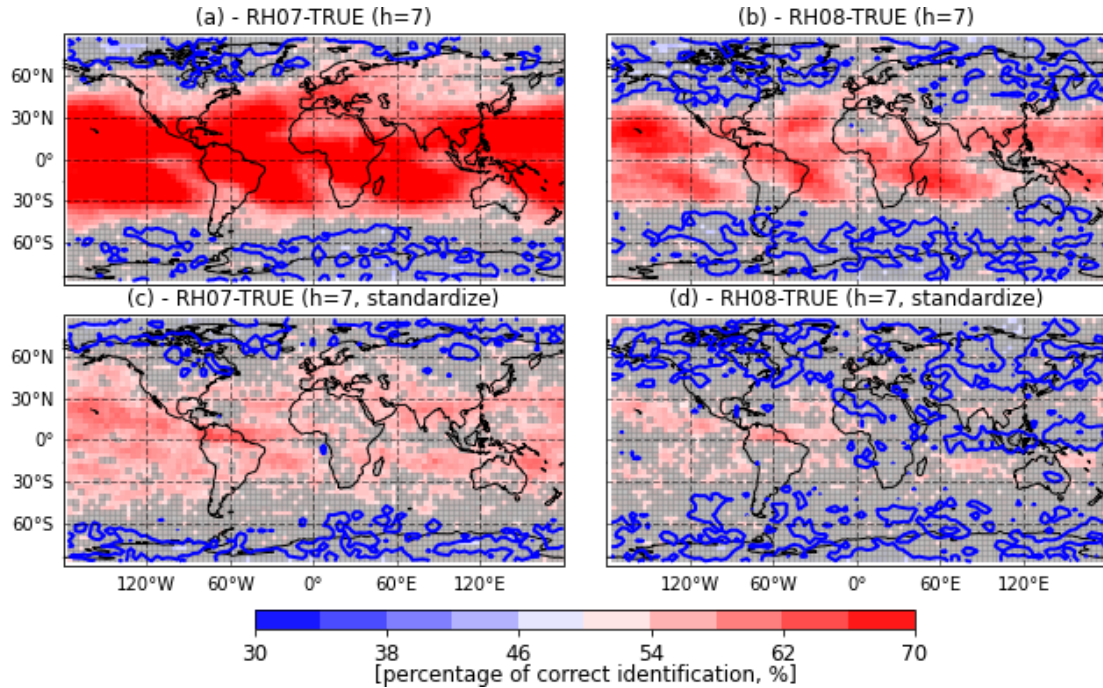 (a) - RH07-TRUE (h=7)
(b) - RH08-TRUE (h=7)
60°N
30°N
0°
30°S
60°S
(c) - RH07-TRUE (h=7, standardize)
(d) - RH08-TRUE (h=7, standardize)
60°N
30°N
0°
30°S
60°S
120°W 60°W 0° 60°E 120°E
120°W 60°W 0° 60°E 120°E
30 38 46 54 62 70
[percentage of correct identification, %]